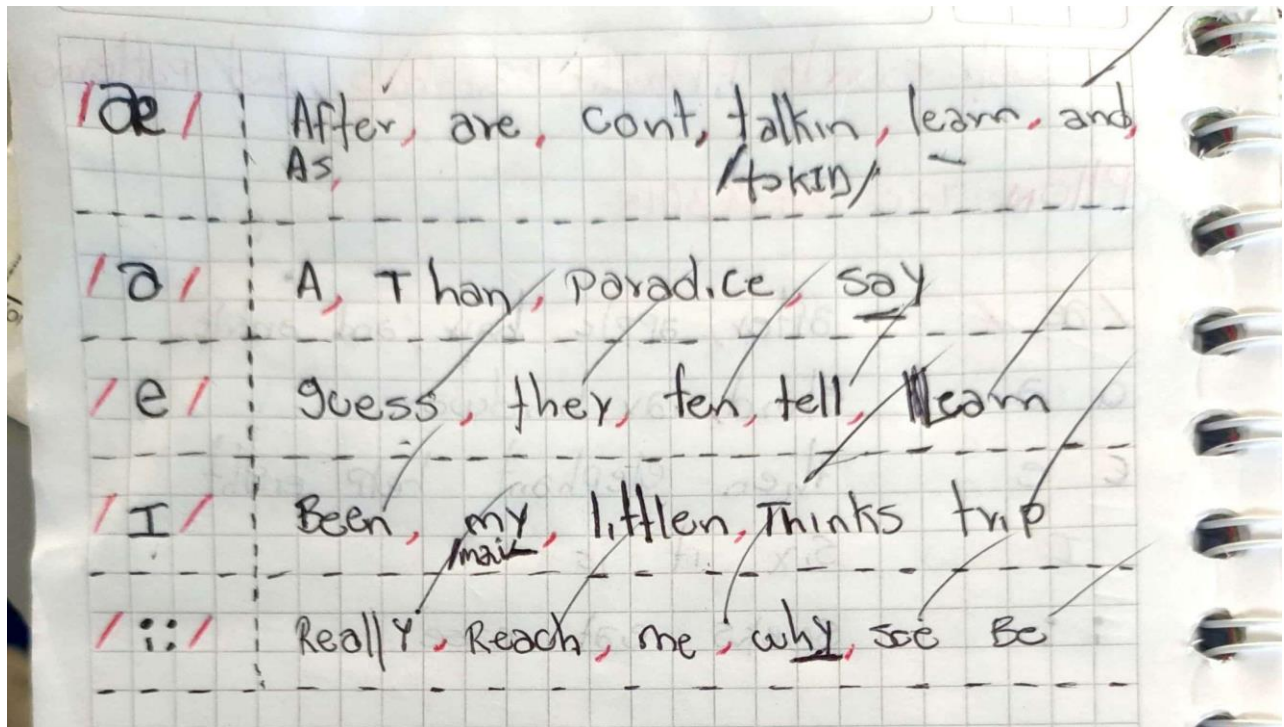 /æ/ After, are, cont, talkin, learn, and,
As, /tɔkID/
/a/ A, Than, paradice, say
/e/ guess, they, ten, tell, learn
/I/ Been, my, littlen, Thinks trip
/mai/
/i:/ Really, Reach, me, why, see Be